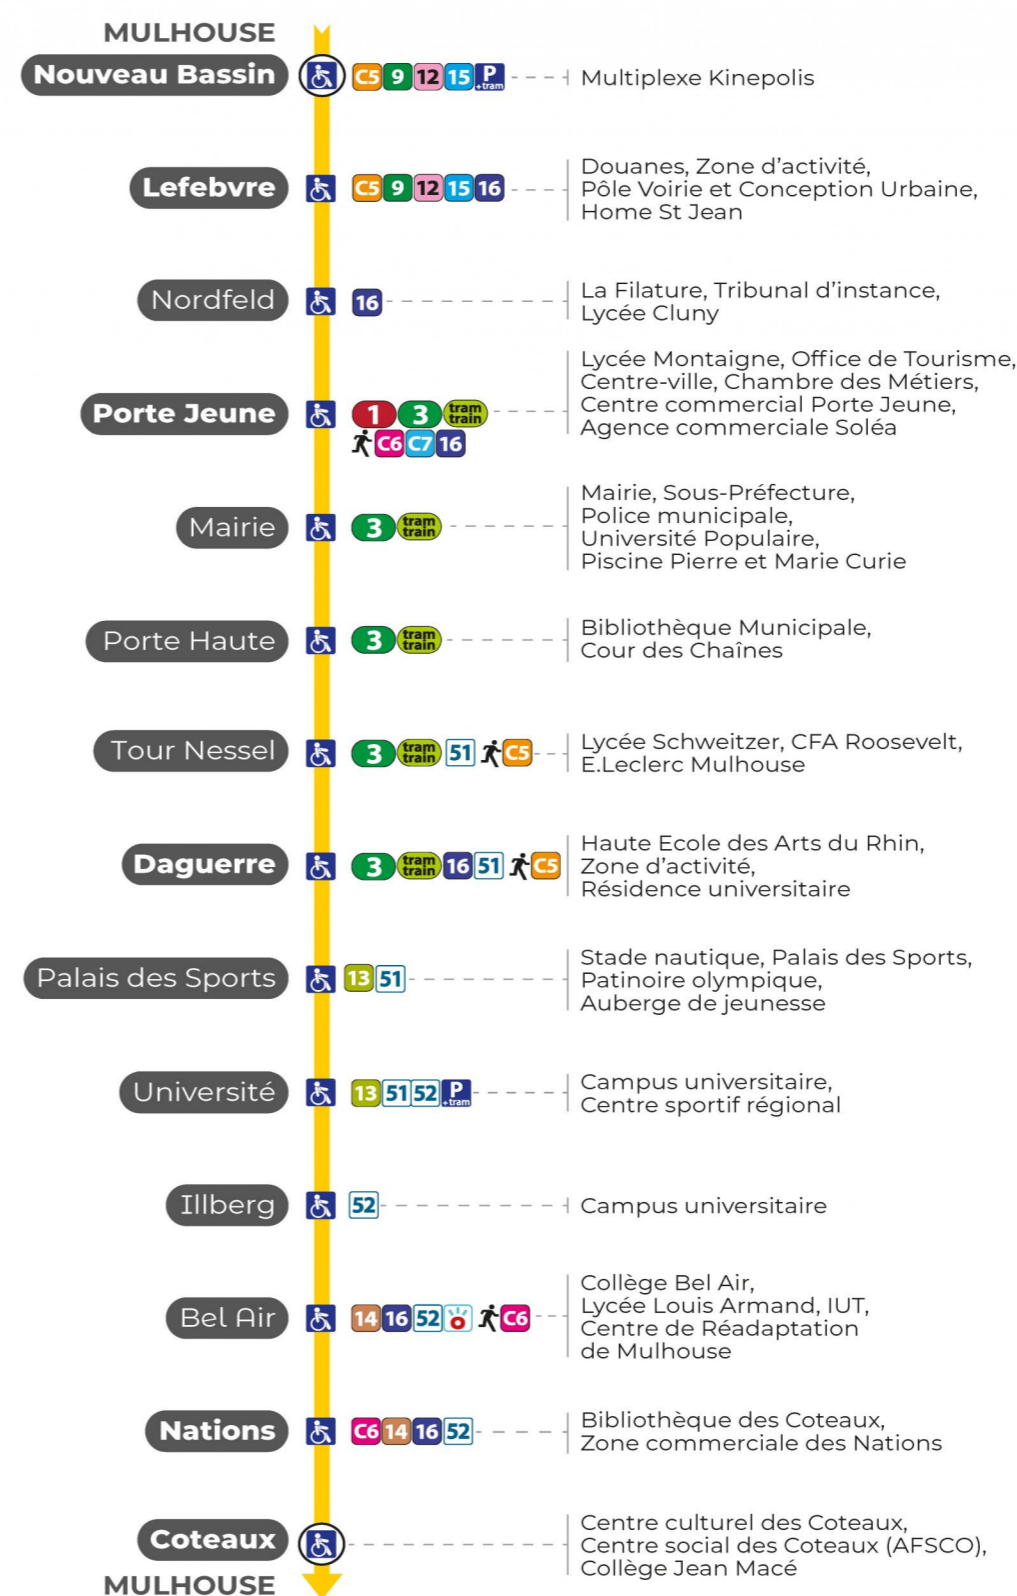 MULHOUSE
Nouveau Bassin C5 9 12 15 P +tram Multiplexe Kinepolis
Douanes, Zone d'activité,
Lefebvre C5 9 12 15 16 Pôle Voirie et Conception Urbaine,
Home St Jean
Nordfeld 16 La Filature, Tribunal d'instance,
Lycée Cluny
Lycée Montaigne, Office de Tourisme,
Centre-ville, Chambre des Métiers,
Porte Jeune 1 3 tram train Centre commercial Porte Jeune,
C6 C7 16 Agence commerciale Soléa
Mairie, Sous-Préfecture,
Mairie 3 tram train Police municipale,
Université Populaire,
Piscine Pierre et Marie Curie
Porte Haute 3 tram train Bibliothèque Municipale,
Cour des Chaînes
Tour Nessel 3 tram train 51 C5 Lycée Schweitzer, CFA Roosevelt,
E.Leclerc Mulhouse
Haute Ecole des Arts du Rhin,
Daguerre 3 tram train 16 51 C5 Zone d'activité,
Résidence universitaire
Stade nautique, Palais des Sports,
Palais des Sports 13 51 Patinoire olympique,
Auberge de jeunesse
Université 13 51 52 P +tram Campus universitaire,
Centre sportif régional
Illberg 52 Campus universitaire
Collège Bel Air,
Bel Air 14 16 52 C6 Lycée Louis Armand, IUT,
Centre de Réadaptation
de Mulhouse
Nations C6 14 16 52 Bibliothèque des Coteaux,
Zone commerciale des Nations
Centre culturel des Coteaux,
Coteaux Centre social des Coteaux (AFSCO),
Collège Jean Macé
MULHOUSE